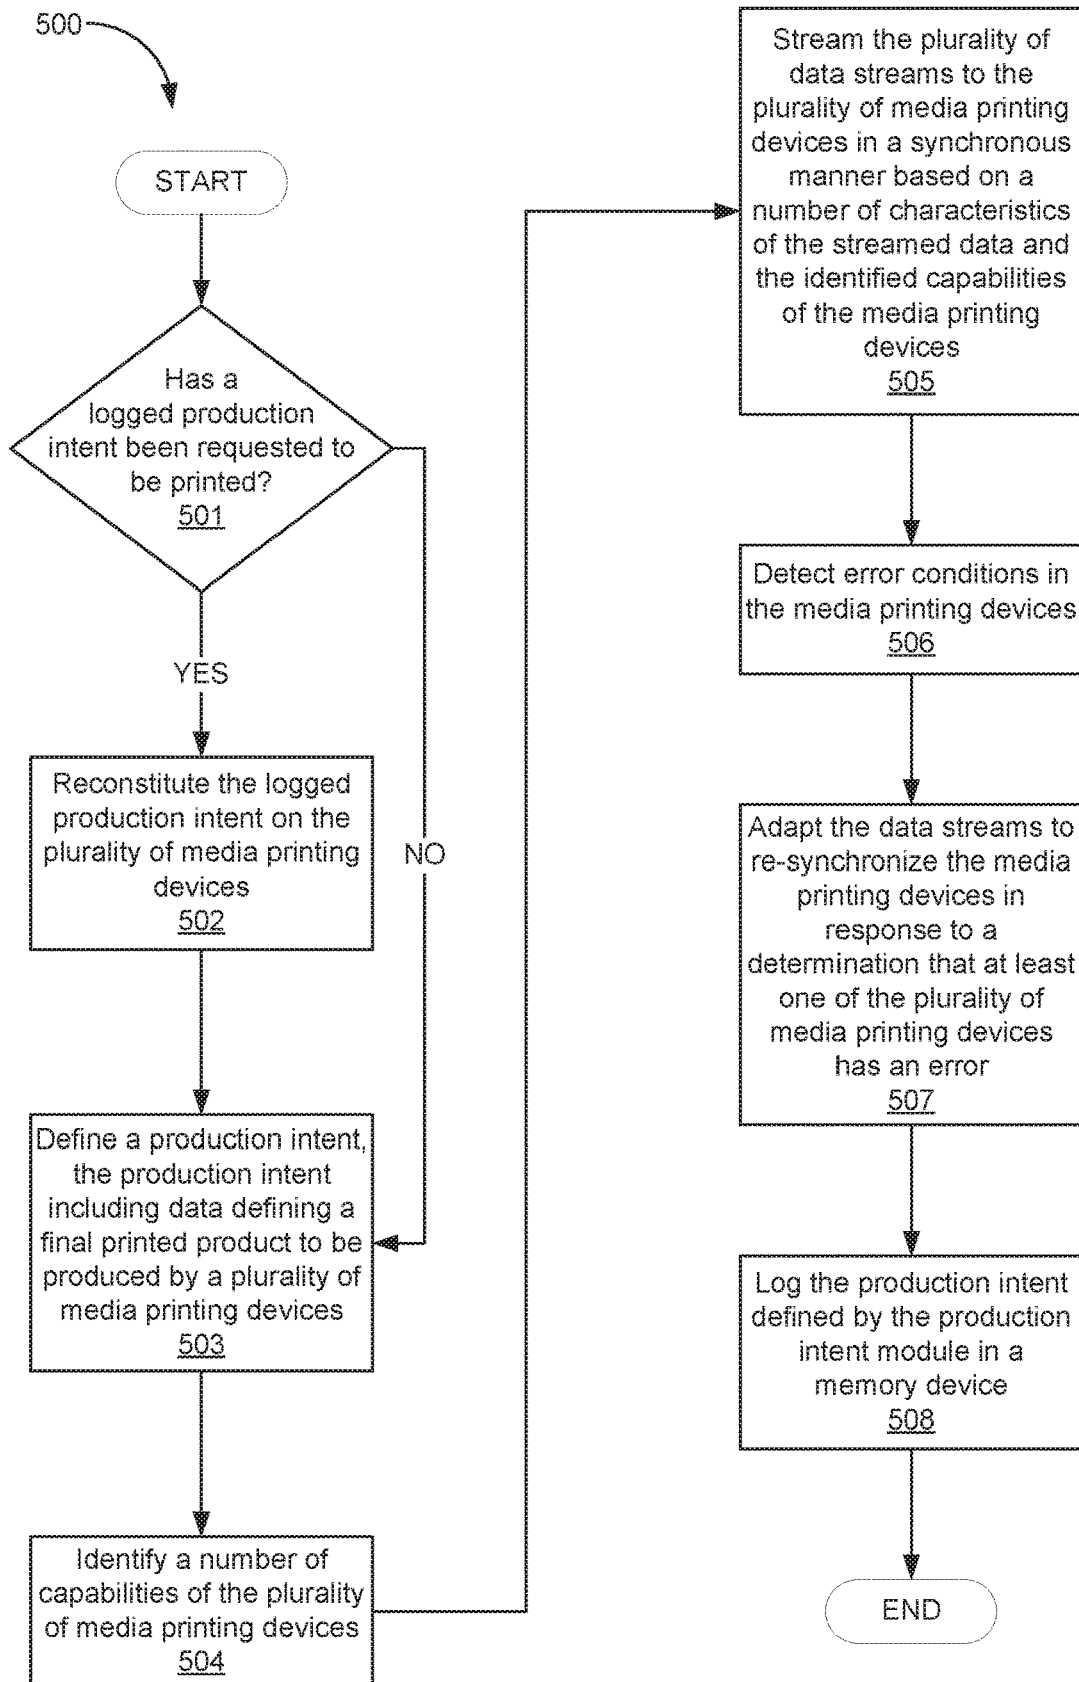 500
START
Has a
logged production
intent been requested to
be printed?
501
YES
NO
Reconstitute the logged
production intent on the
plurality of media printing
devices
502
Define a production intent,
the production intent
including data defining a
final printed product to be
produced by a plurality of
media printing devices
503
Identify a number of
capabilities of the plurality
of media printing devices
504
Stream the plurality of
data streams to the
plurality of media printing
devices in a synchronous
manner based on a
number of characteristics
of the streamed data and
the identified capabilities
of the media printing
devices
505
Detect error conditions in
the media printing devices
506
Adapt the data streams to
re-synchronize the media
printing devices in
response to a
determination that at least
one of the plurality of
media printing devices
has an error
507
Log the production intent
defined by the production
intent module in a
memory device
508
END